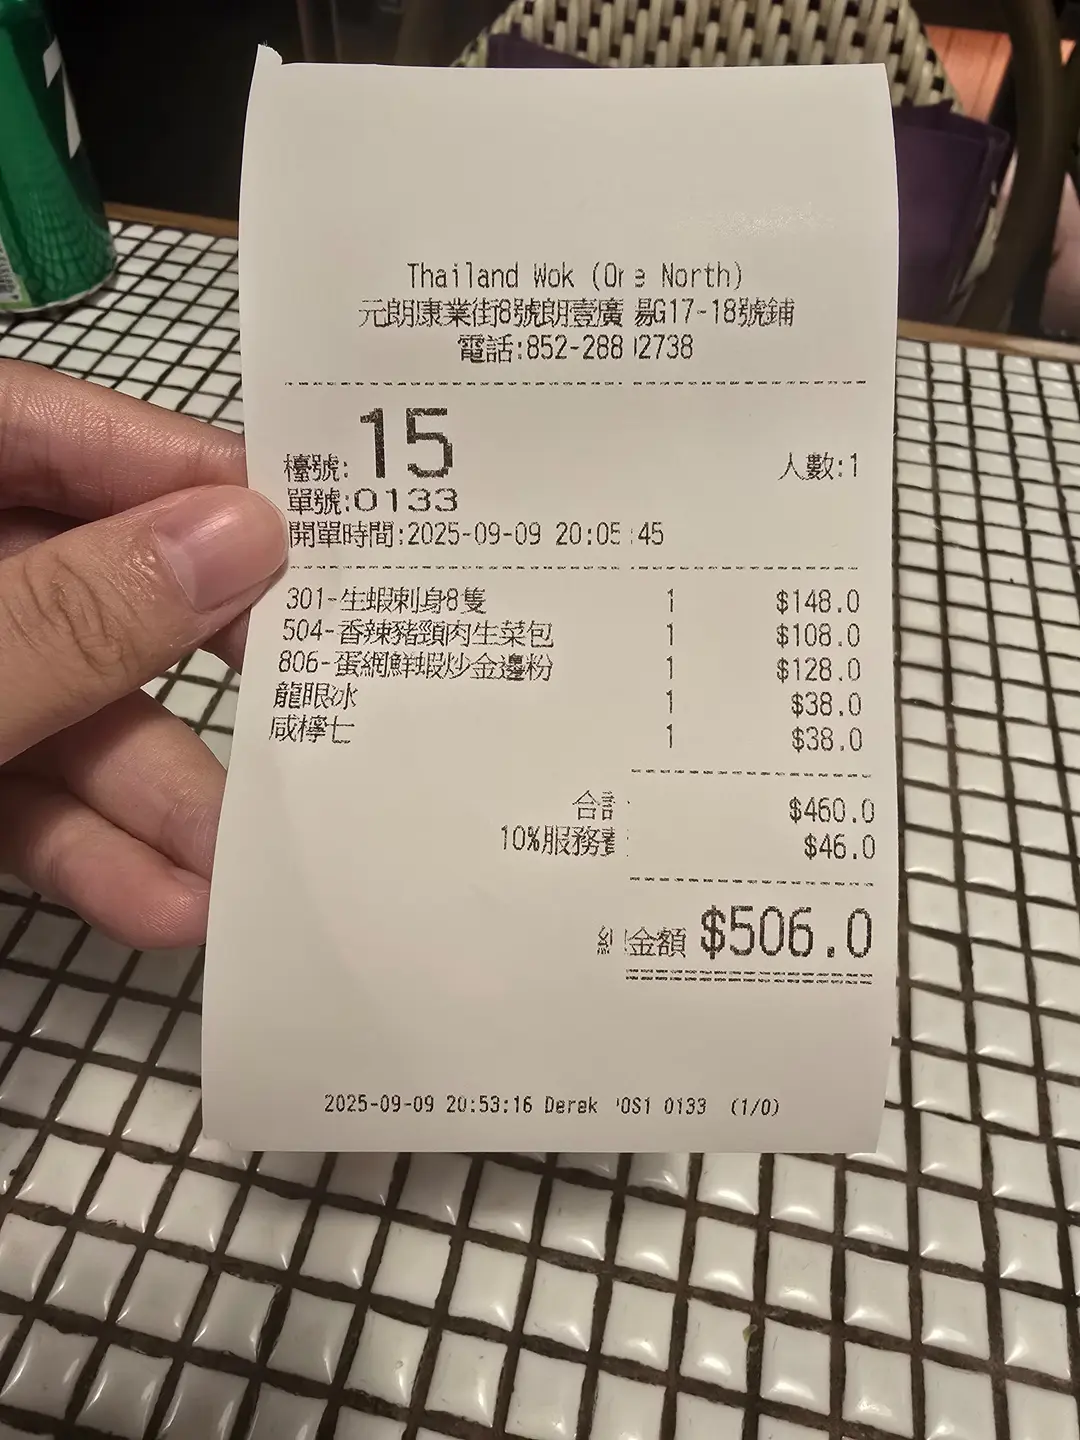 Thailand Wok (One North)
元朗康業街8號朗壹廣場G17-18號鋪
電話:852-288 2738
檯號: 15 人數:1
單號:0133
開單時間:2025-09-09 20:05:45
301-生蝦刺身8隻 1 $148.0
504-香辣豬頸肉生菜包 1 $108.0
806-蛋網鮮蝦炒金邊粉 1 $128.0
龍眼冰 1 $38.0
咸檸七 1 $38.0
合計: $460.0
10%服務費: $46.0
總金額 $506.0
2025-09-09 20:53:16 Derek POS1 0133 (1/0)